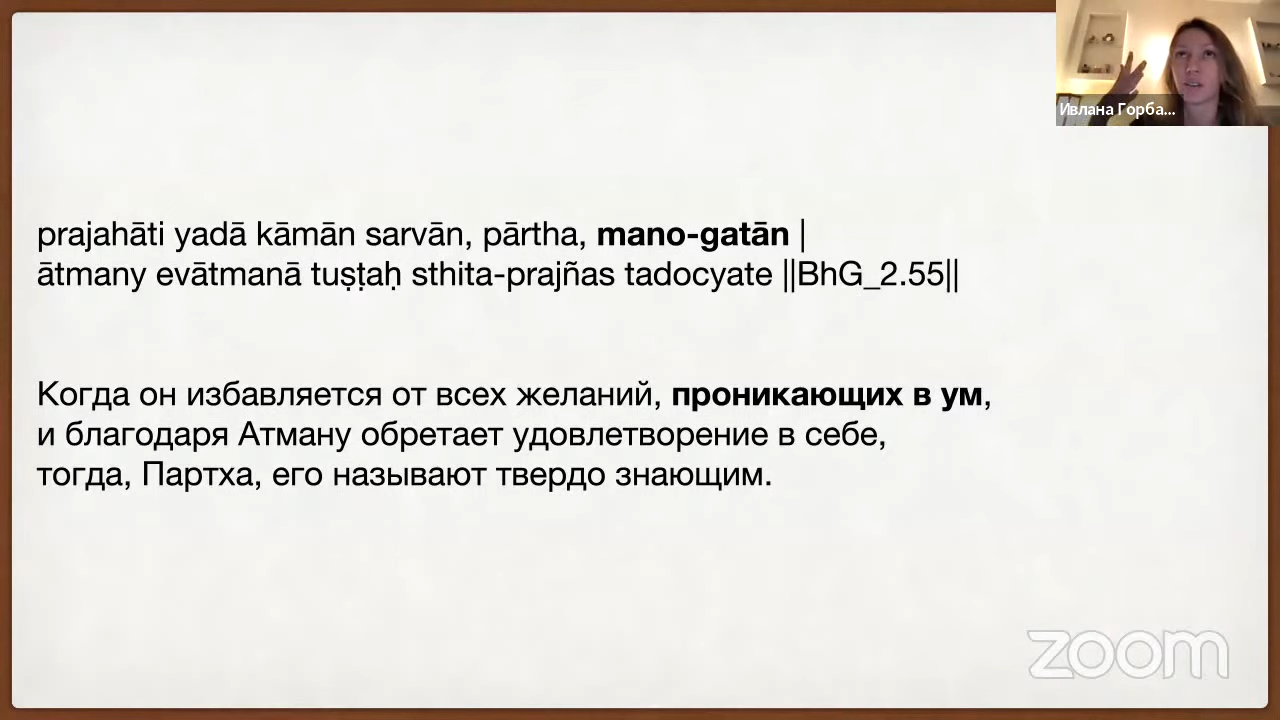 Ивлана Горба...
prajahāti yadā kāmān sarvān, pārtha, mano-gatān |
ātmany evātmanā tuṣṭaḥ sthita-prajñas tadocyate ||BhG_2.55||
Когда он избавляется от всех желаний, проникающих в ум,
и благодаря Атману обретает удовлетворение в себе,
тогда, Партха, его называют твердо знающим.
zoom